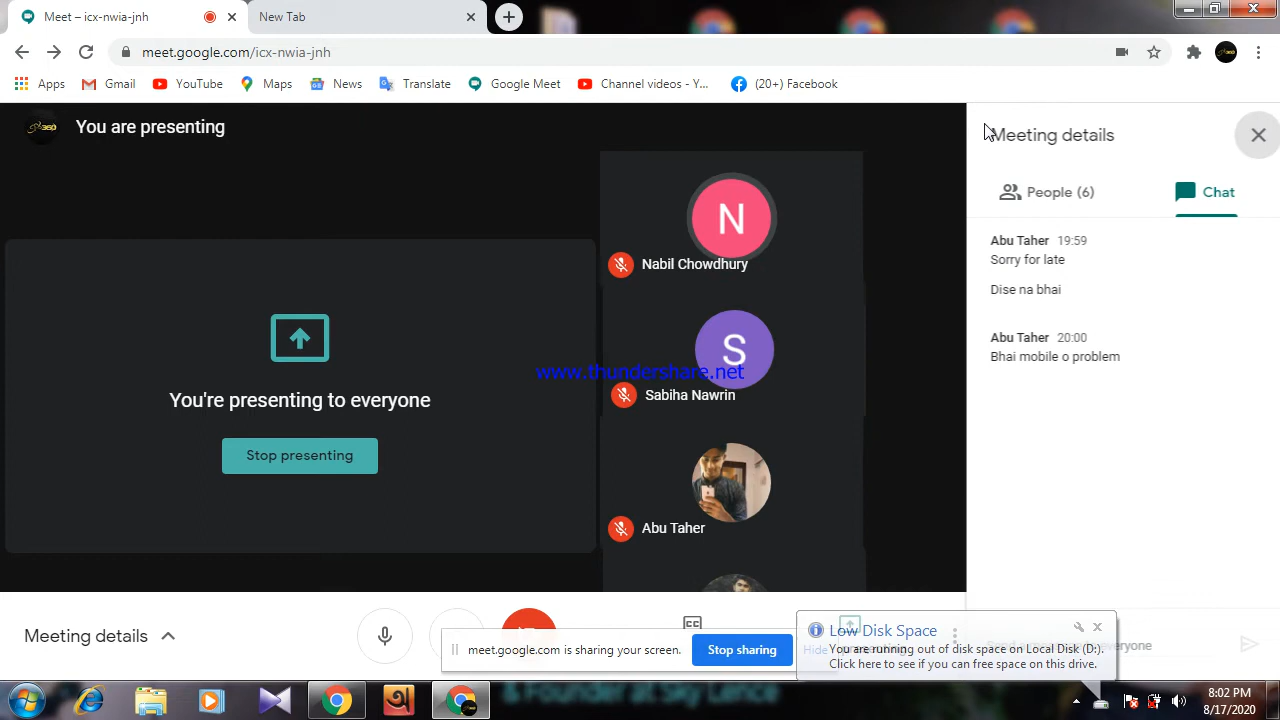 Meet – icx-nwia-jnh
New Tab
meet.google.com/icx-nwia-jnh
Apps
Gmail
YouTube
Maps
News
Translate
Google Meet
Channel videos - Y...
(20+) Facebook
You are presenting
You're presenting to everyone
Stop presenting
N
Nabil Chowdhury
S
Sabiha Nawrin
www.thundershare.net
Abu Taher
Meeting details
People (6)
Chat
Abu Taher 19:59
Sorry for late
Dise na bhai
Abu Taher 20:00
Bhai mobile o problem
everyone
Meeting details
meet.google.com is sharing your screen.
Stop sharing
Hide
Low Disk Space
You are running out of disk space on Local Disk (D:).
Click here to see if you can free space on this drive.
8:02 PM
8/17/2020